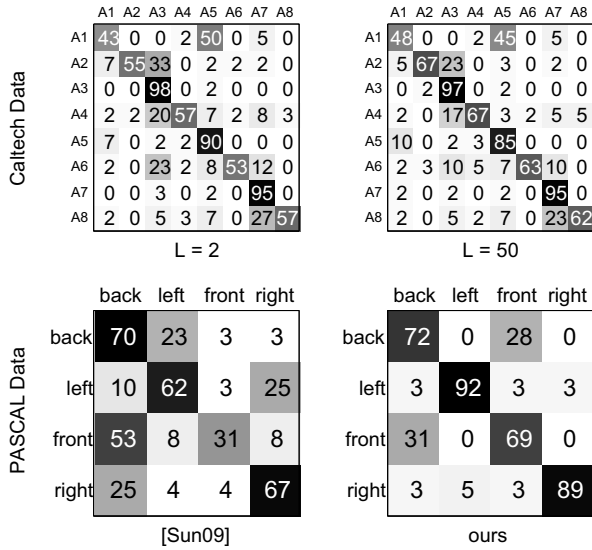 A1 A2 A3 A4 A5 A6 A7 A8
A1 43 0 0 2 50 0 5 0
A2 7 55 33 0 2 2 2 0
A3 0 0 98 0 2 0 0 0
A4 2 2 20 57 7 2 8 3
A5 7 0 2 2 90 0 0 0
A6 2 0 23 2 8 53 12 0
A7 0 0 3 0 2 0 95 0
A8 2 0 5 3 7 0 27 57
L = 2
Caltech Data
A1 A2 A3 A4 A5 A6 A7 A8
A1 48 0 0 2 45 0 5 0
A2 5 67 23 0 3 2 0 0
A3 0 2 97 0 2 0 0 0
A4 2 0 17 67 3 2 5 5
A5 10 0 2 3 85 0 0 0
A6 2 3 10 5 7 63 10 0
A7 0 0 2 0 2 0 95 0
A8 2 0 5 2 7 0 23 62
L = 50
back left front right
back 70 23 3 3
left 10 62 3 25
front 53 8 31 8
right 25 4 4 67
[Sun09]
PASCAL Data
back left front right
back 72 0 28 0
left 3 92 3 3
front 31 0 69 0
right 3 5 3 89
ours